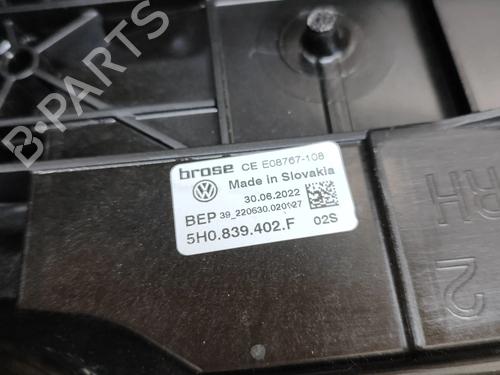 B-PARTS
brose CE E08767-108
Made in Slovakia
30.06.2022
BEP 39_220630.020127
5H0.839.402.F 02S
RH 2